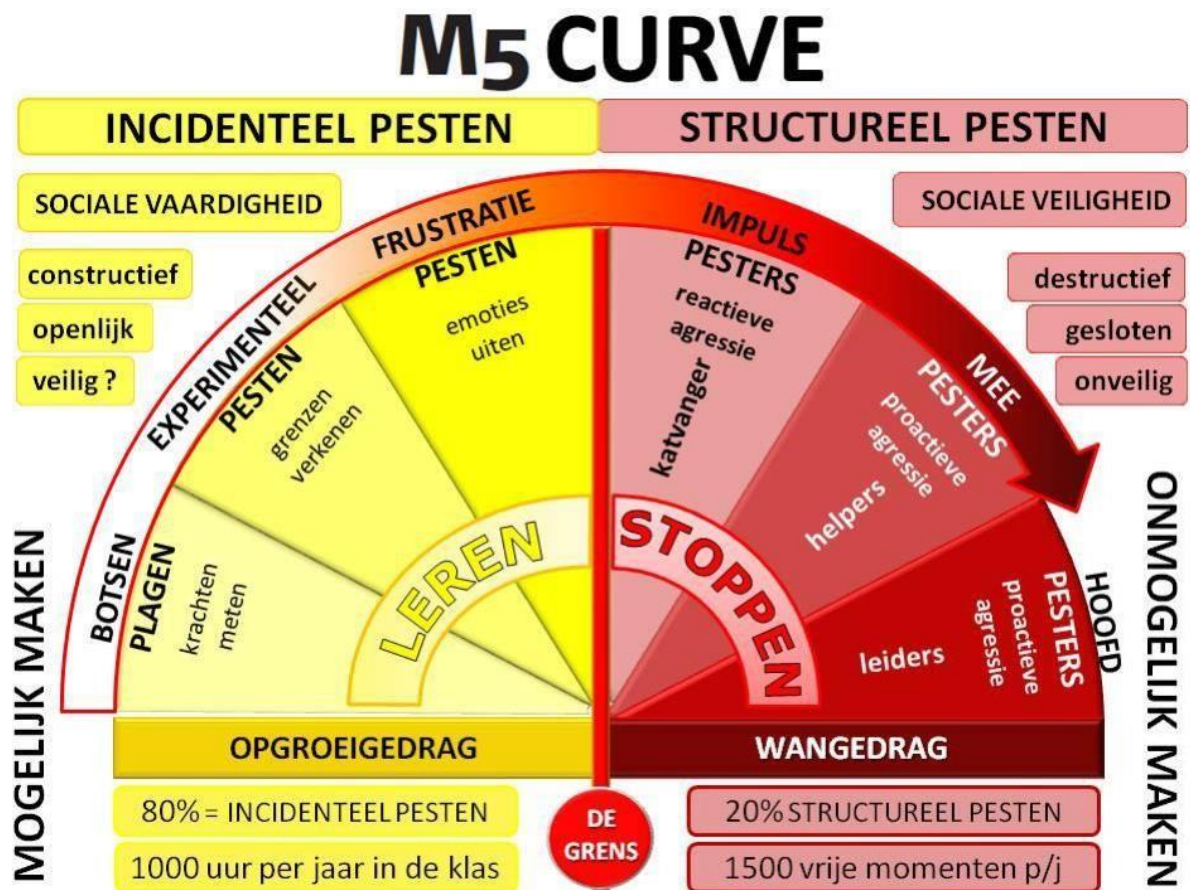 M5 CURVE
INCIDENTEEL PESTEN
STRUCTUREEL PESTEN
SOCIALE VAARDIGHEID
SOCIALE VEILIGHEID
constructief
openlijk
veilig ?
destructief
gesloten
onveilig
MOGELIJK MAKEN
BOTSEN
PLAGEN
krachten
meten
EXPERIMENTEEL
PESTEN
grenzen
verkenen
FRUSTRATIE
PESTEN
emoties
uiten
LEREN
IMPULS
PESTERS
reactieve
agressie
katvanger
MEE
PESTERS
proactieve
agressie
helpers
HOOFD
PESTERS
proactieve
agressie
leiders
STOPPEN
ONMOGELIJK MAKEN
OPGROEIGEDRAG
WANGEDRAG
80% = INCIDENTEEL PESTEN
1000 uur per jaar in de klas
DE
GRENS
20% STRUCTUREEL PESTEN
1500 vrije momenten p/j